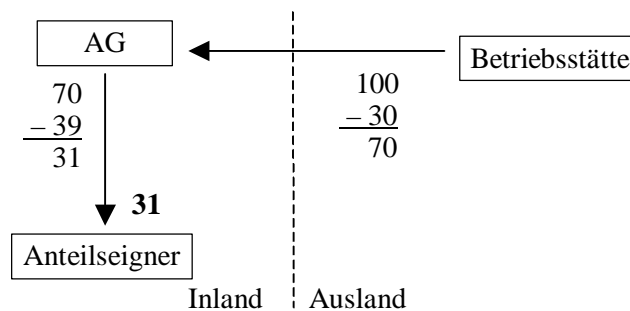 AG
Betriebsstätte
70
– 39
31
100
– 30
70
31
Anteilseigner
Inland
Ausland